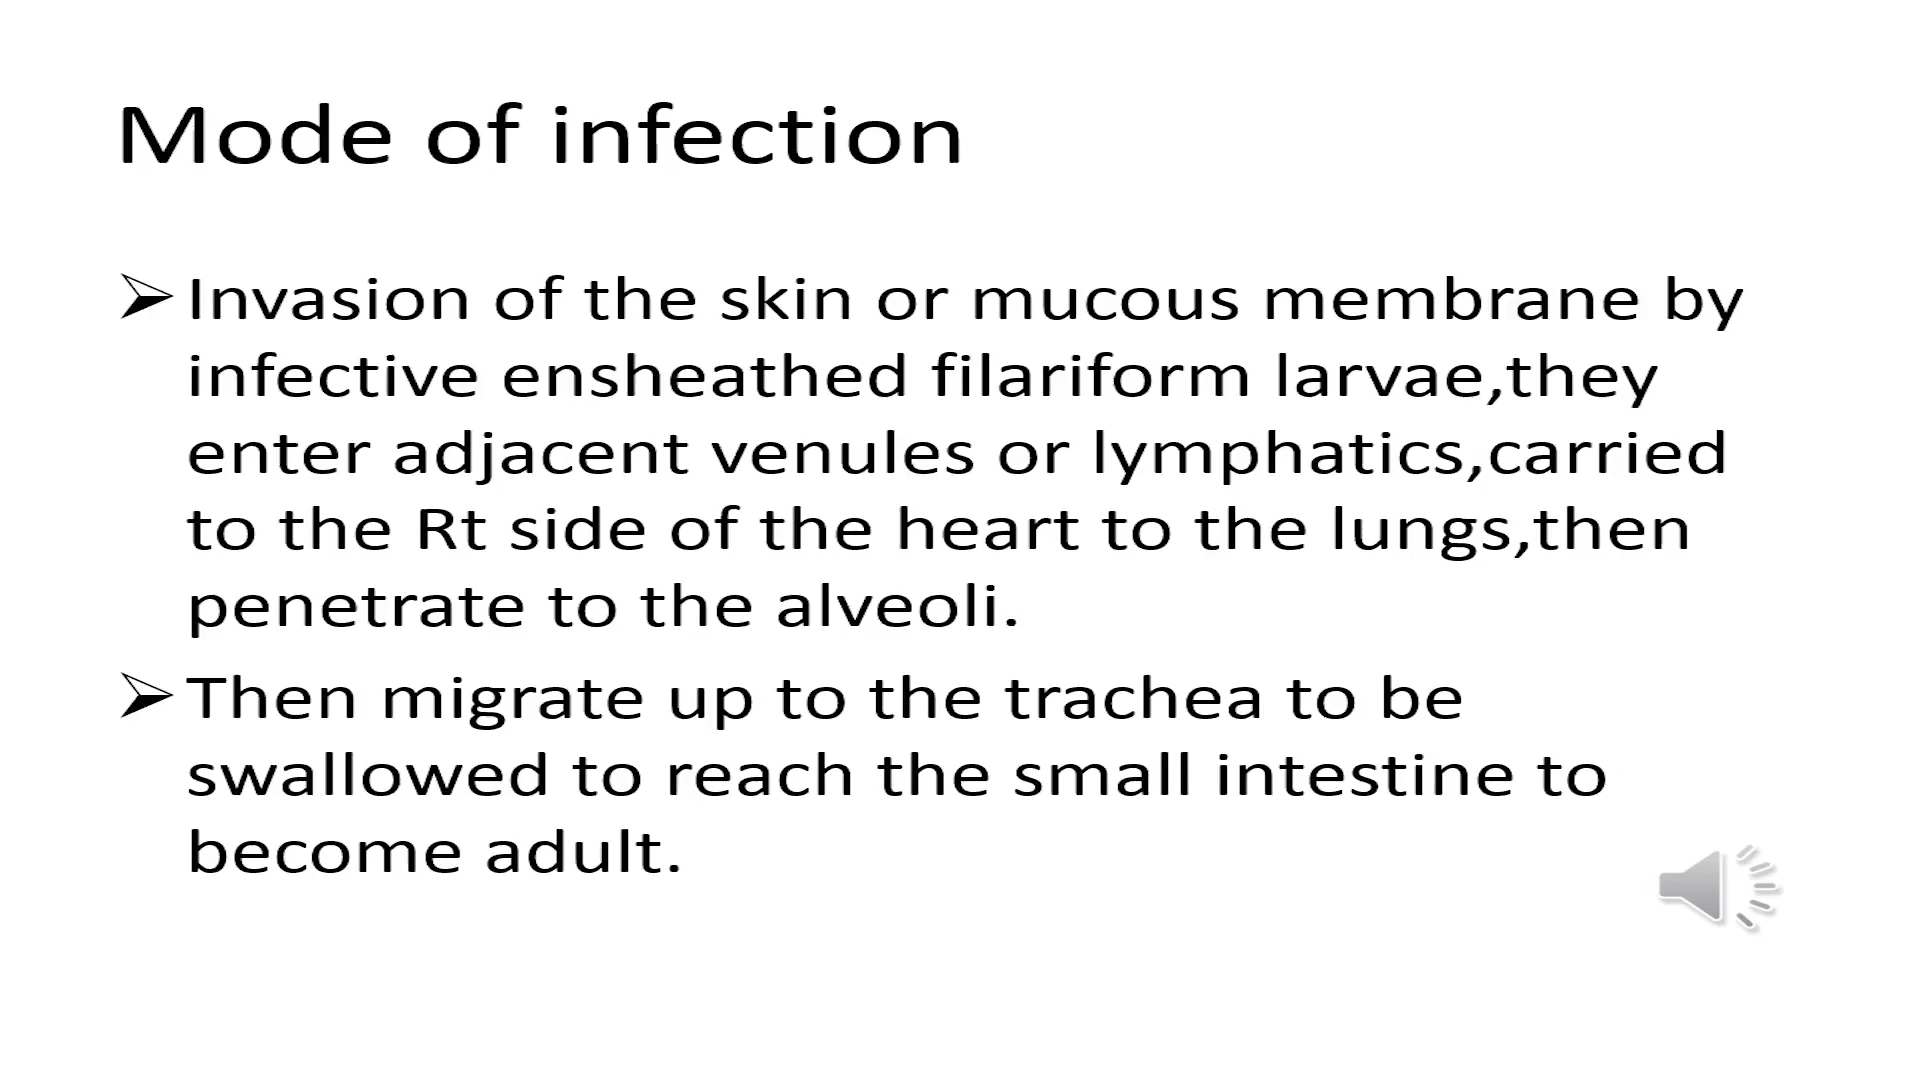 Mode of infection
Invasion of the skin or mucous membrane by
infective ensheathed filariform larvae,they
enter adjacent venules or lymphatics,carried
to the Rt side of the heart to the lungs,then
penetrate to the alveoli.
Then migrate up to the trachea to be
swallowed to reach the small intestine to
become adult.